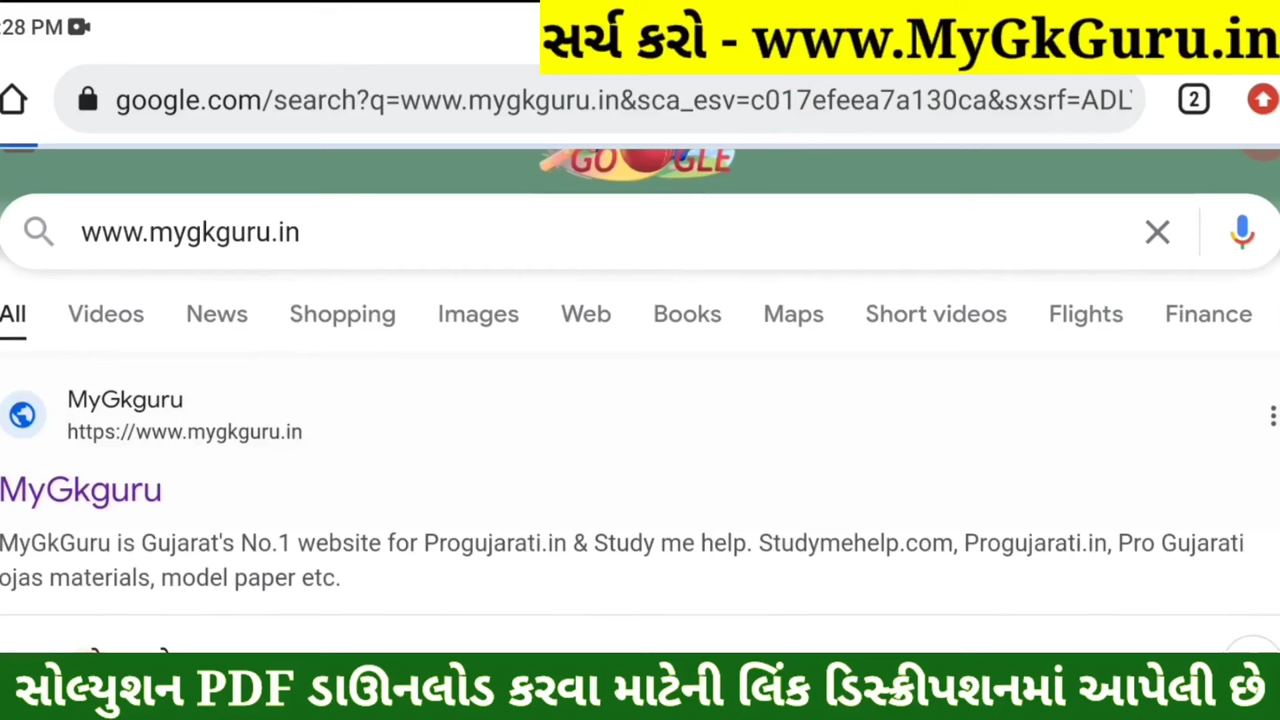 :28 PM
સર્ચ કરો - www.MyGkGuru.in
google.com/search?q=www.mygkguru.in&sca_esv=c017efeea7a130ca&sxsrf=ADL
2
GO GLE
www.mygkguru.in
All Videos News Shopping Images Web Books Maps Short videos Flights Finance
MyGkguru
https://www.mygkguru.in
MyGkguru
MyGkGuru is Gujarat's No.1 website for Progujarati.in & Study me help. Studymehelp.com, Progujarati.in, Pro Gujarati
ojas materials, model paper etc.
સોલ્યુશન PDF ડાઊનલોડ કરવા માટેની લિંક ડિસ્ક્રીપશનમાં આપેલી છે